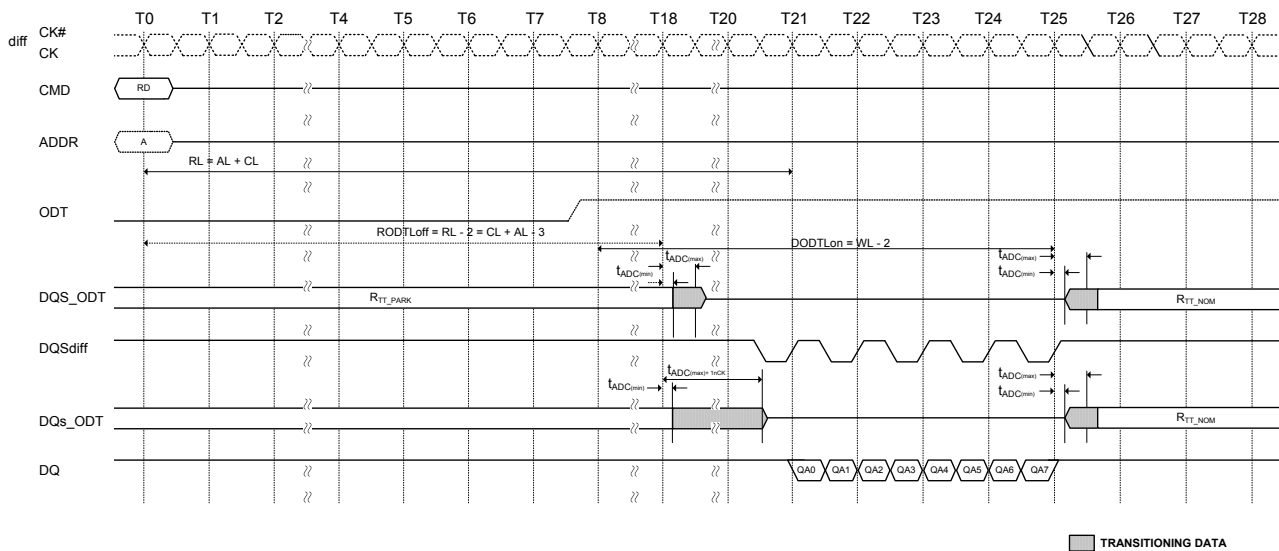 T0 T1 T2 T4 T5 T6 T7 T8 T18 T20 T21 T22 T23 T24 T25 T26 T27 T28
diff
CK#
CK
CMD RD
ADDR A
RL = AL + CL
ODT
RODTLoff = RL - 2 = CL + AL - 3
DODTLon = WL - 2
tADC(max) tADC(max)
tADC(min) tADC(min)
DQS_ODT RTT_PARK RTT_NOM
DQSdiff
tADC(max)+ 1nCK tADC(max)
tADC(min) tADC(min)
DQs_ODT RTT_NOM
DQ QA0 QA1 QA2 QA3 QA4 QA5 QA6 QA7
TRANSITIONING DATA